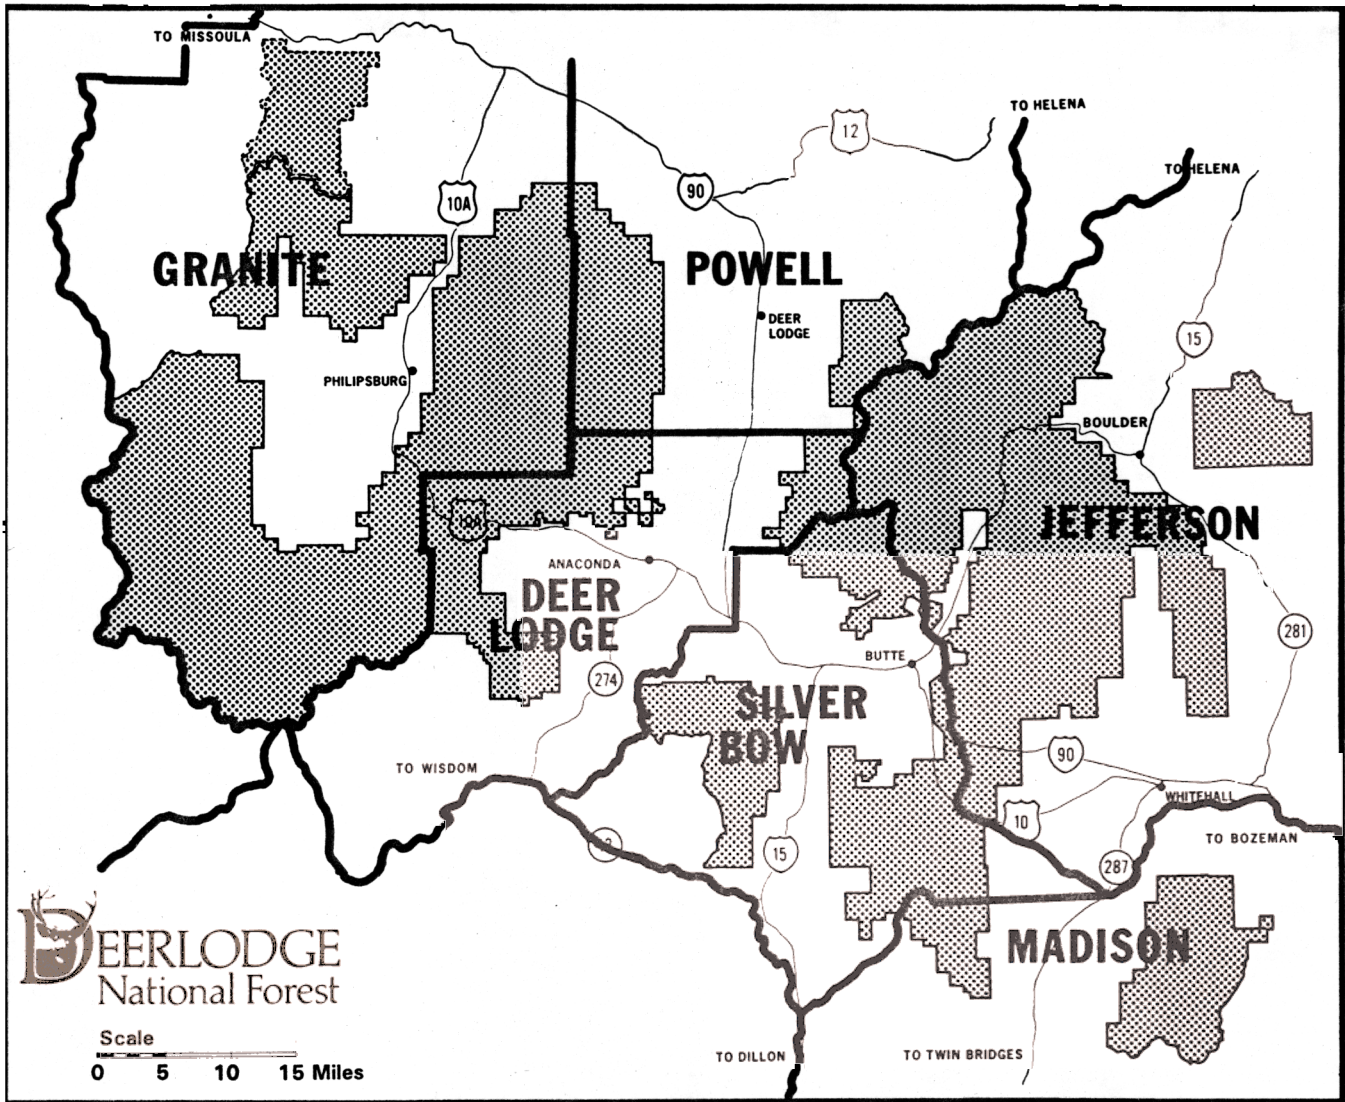 TO MISSOULA
TO HELENA
12
TO HELENA
90
10A
GRANITE
POWELL
DEER
LODGE
15
PHILIPSBURG
BOULDER
10A
JEFFERSON
ANACONDA
DEER
LODGE
281
BUTTE
274
SILVER
BOW
90
TO WISDOM
WHITEHALL
10
TO BOZEMAN
15
287
DEERLODGE
National Forest
MADISON
Scale
0 5 10 15 Miles
TO DILLON
TO TWIN BRIDGES